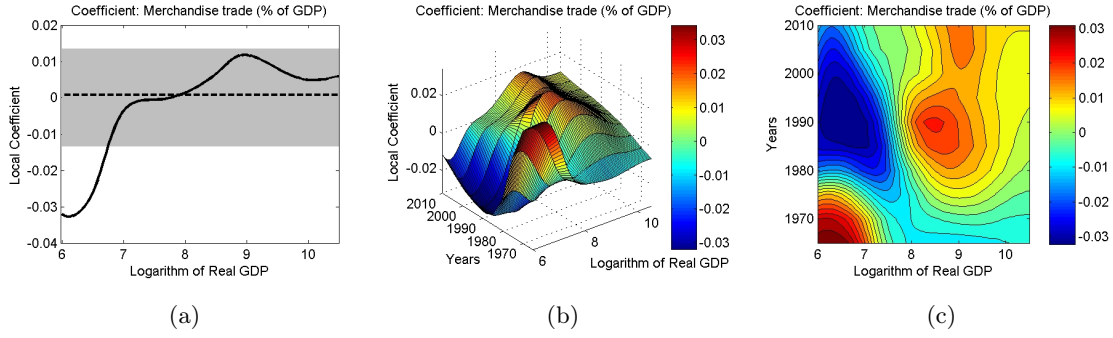 Coefficient: Merchandise trade (% of GDP)
0.02
0.01
0
-0.01
-0.02
-0.03
-0.04
Local Coefficient
6 7 8 9 10
Logarithm of Real GDP
(a)
Coefficient: Merchandise trade (% of GDP)
0.02
0
-0.02
Local Coefficient
2010
2000
1990
1980
1970
Years
6
8
10
Logarithm of Real GDP
0.03
0.02
0.01
0
-0.01
-0.02
-0.03
(b)
Coefficient: Merchandise trade (% of GDP)
2010
2000
1990
1980
1970
Years
6 7 8 9 10
Logarithm of Real GDP
0.03
0.02
0.01
0
-0.01
-0.02
-0.03
(c)